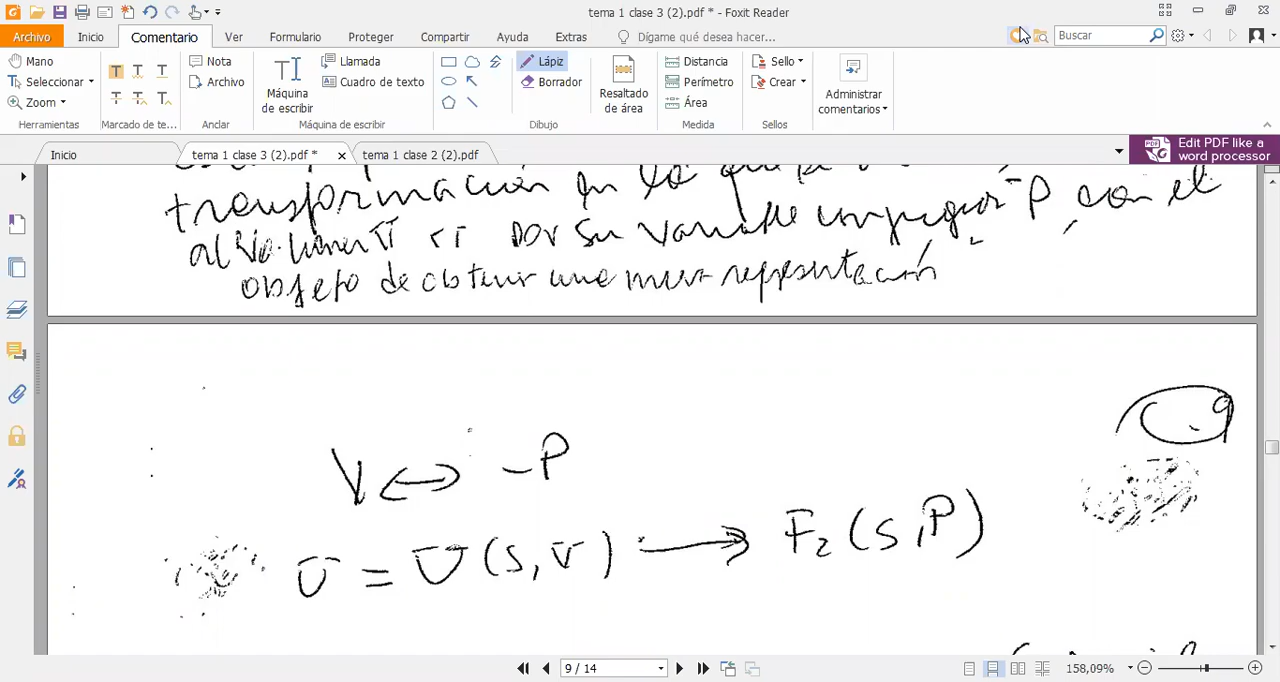 tema 1 clase 3 (2).pdf * - Foxit Reader
Archivo Inicio Comentario Ver Formulario Proteger Compartir Ayuda Extras Dígame qué desea hacer... Buscar
Mano Nota Llamada Lápiz Distancia Sello
Seleccionar Archivo Cuadro de texto Borrador Perímetro Crear
Zoom Máquina de escribir Resaltado de área Área Administrar comentarios
Herramientas Marcado de te... Anclar Máquina de escribir Dibujo Medida Sellos
Inicio tema 1 clase 3 (2).pdf * tema 1 clase 2 (2).pdf Edit PDF like a word processor
transformación en la que
por su variable conjugada -P, con el
objeto de obtener una nueva representación
C.9
V ↔ -P
U = U(S, V) → F₂(S, P)
9 / 14 158,09%